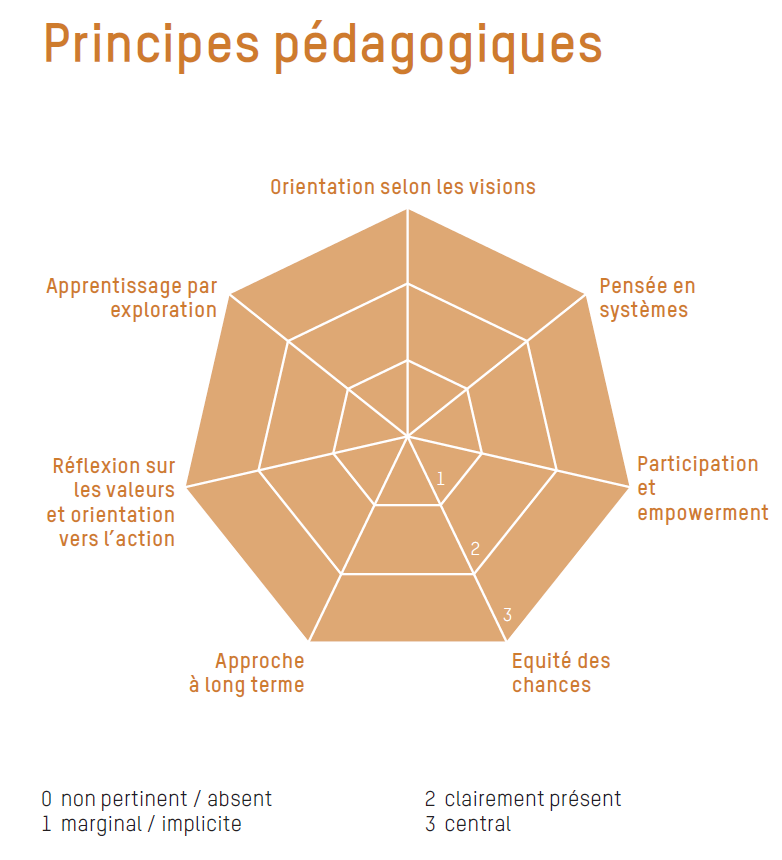 Principes pédagogiques
Orientation selon les visions
Apprentissage par
exploration
Pensée en
systèmes
Réflexion sur
les valeurs
et orientation
vers l´action
Participation
et
empowerment
1
2
3
Approche
à long terme
Equité des
chances
0 non pertinent / absent
1 marginal / implicite
2 clairement présent
3 central